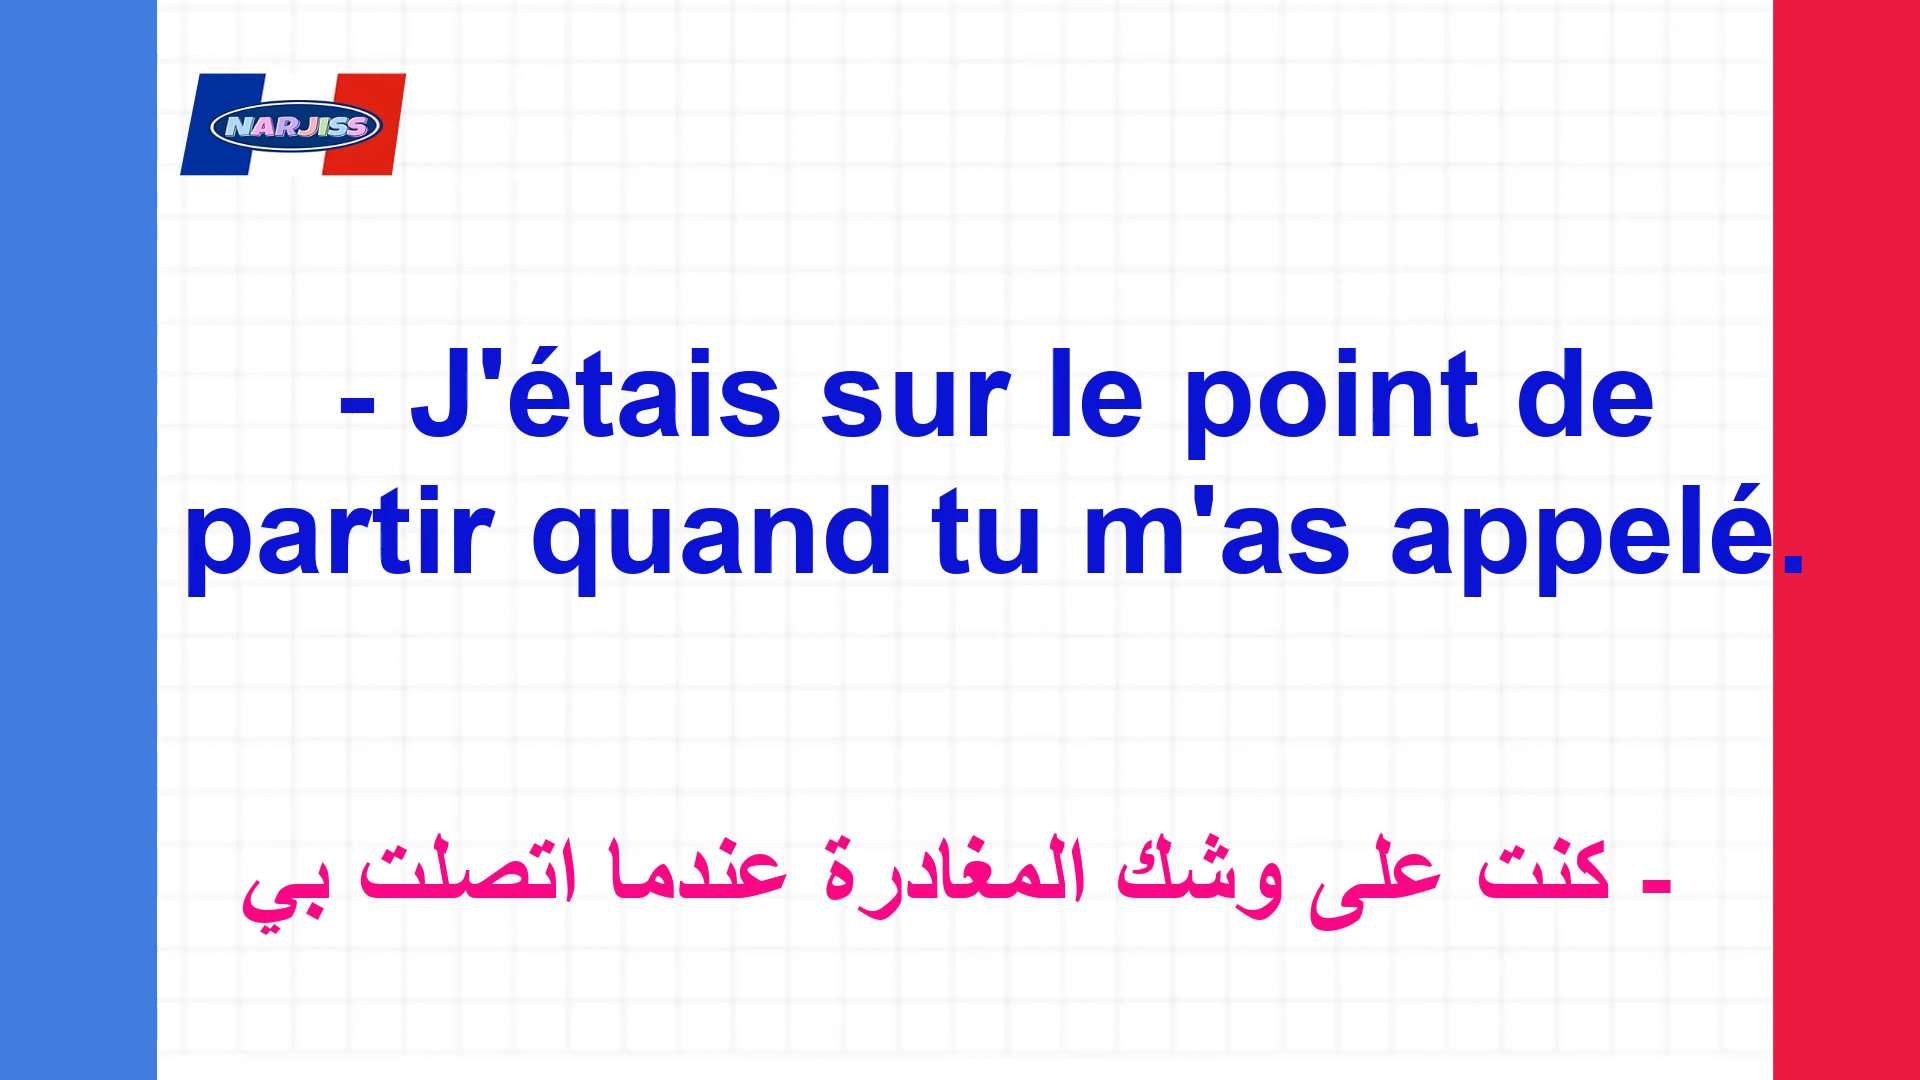 NARJISS
- J'étais sur le point de
partir quand tu m'as appelé.
- كنت على وشك المغادرة عندما اتصلت بي